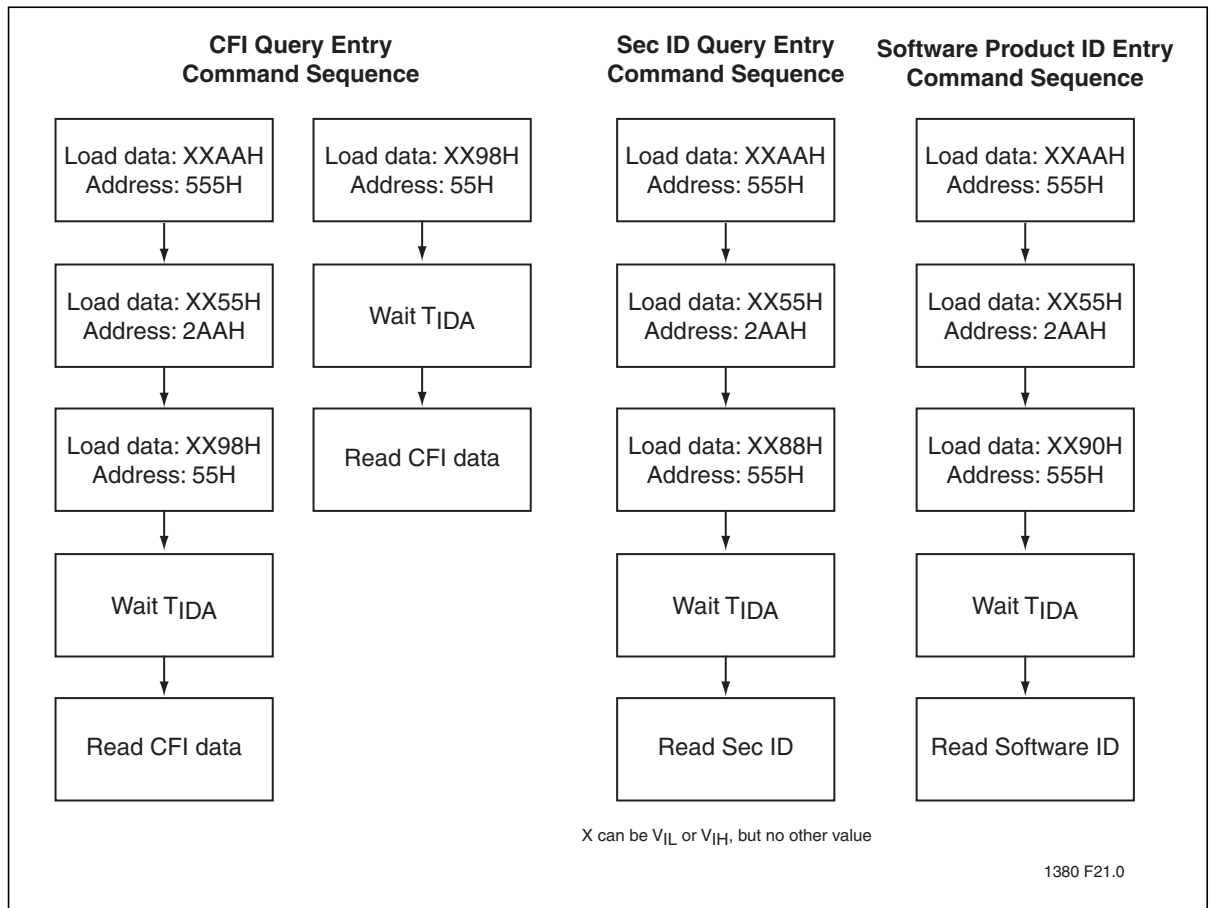 CFI Query Entry
Command Sequence
Load data: XXAAH
Address: 555H
Load data: XX55H
Address: 2AAH
Load data: XX98H
Address: 55H
Wait TIDA
Read CFI data
Load data: XX98H
Address: 55H
Wait TIDA
Read CFI data
Sec ID Query Entry
Command Sequence
Load data: XXAAH
Address: 555H
Load data: XX55H
Address: 2AAH
Load data: XX88H
Address: 555H
Wait TIDA
Read Sec ID
Software Product ID Entry
Command Sequence
Load data: XXAAH
Address: 555H
Load data: XX55H
Address: 2AAH
Load data: XX90H
Address: 555H
Wait TIDA
Read Software ID
X can be VIL or VIH, but no other value
1380 F21.0